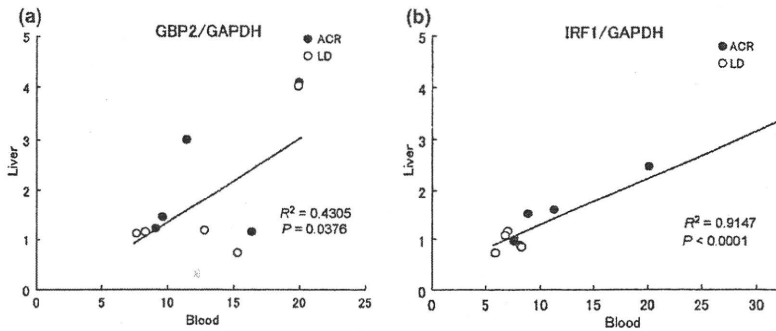 (a)
GBP2/GAPDH
● ACR
○ LD
5
4
3
2
1
0
Liver
R² = 0.4305
P = 0.0376
0 5 10 15 20 25
Blood
(b)
IRF1/GAPDH
● ACR
○ LD
5
4
3
2
1
0
Liver
R² = 0.9147
P < 0.0001
0 5 10 15 20 25 30
Blood